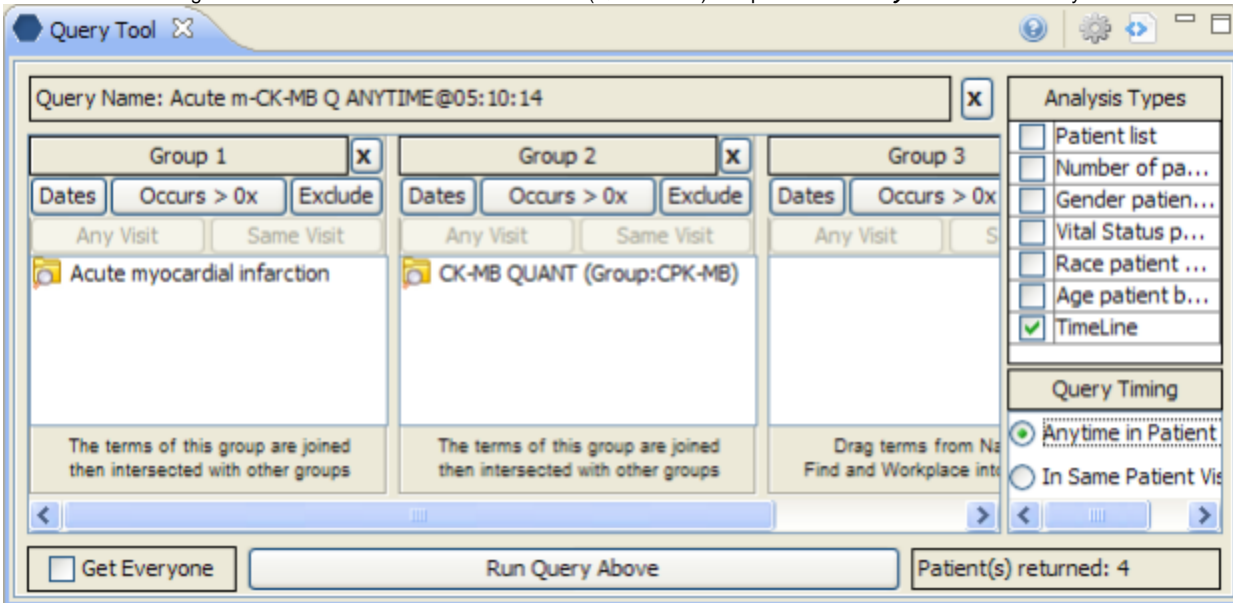 Query Tool
Query Name: Acute m-CK-MB Q ANYTIME@05:10:14
x
Analysis Types
Patient list
Number of pa...
Gender patien...
Vital Status p...
Race patient ...
Age patient b...
TimeLine
Query Timing
Anytime in Patient
In Same Patient Vis
Group 1
x
Dates
Occurs > 0x
Exclude
Any Visit
Same Visit
Acute myocardial infarction
The terms of this group are joined
then intersected with other groups
Group 2
x
Dates
Occurs > 0x
Exclude
Any Visit
Same Visit
CK-MB QUANT (Group:CPK-MB)
The terms of this group are joined
then intersected with other groups
Group 3
Dates
Occurs > 0x
Any Visit
S
Drag terms from Na
Find and Workplace into
Get Everyone
Run Query Above
Patient(s) returned: 4